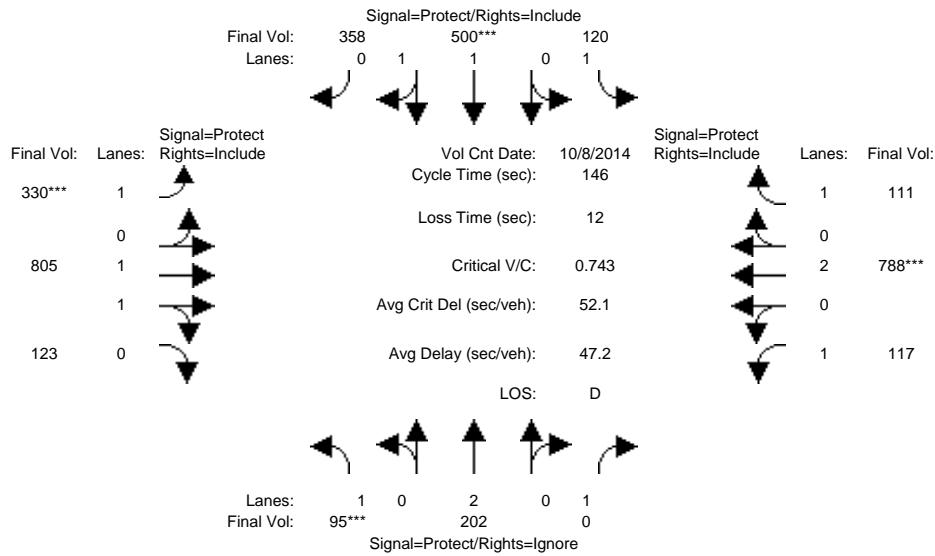 Signal=Protect/Rights=Include
Final Vol: 358 500*** 120
Lanes: 0 1 1 0 1
Signal=Protect Signal=Protect
Final Vol: Lanes: Rights=Include Vol Cnt Date: 10/8/2014 Rights=Include Lanes: Final Vol:
Cycle Time (sec): 146
330*** 1 1 111
Loss Time (sec): 12
0 0
805 1 Critical V/C: 0.743 2 788***
1 Avg Crit Del (sec/veh): 52.1 0
123 0 Avg Delay (sec/veh): 47.2 1 117
LOS: D
Lanes: 1 0 2 0 1
Final Vol: 95*** 202 0
Signal=Protect/Rights=Ignore